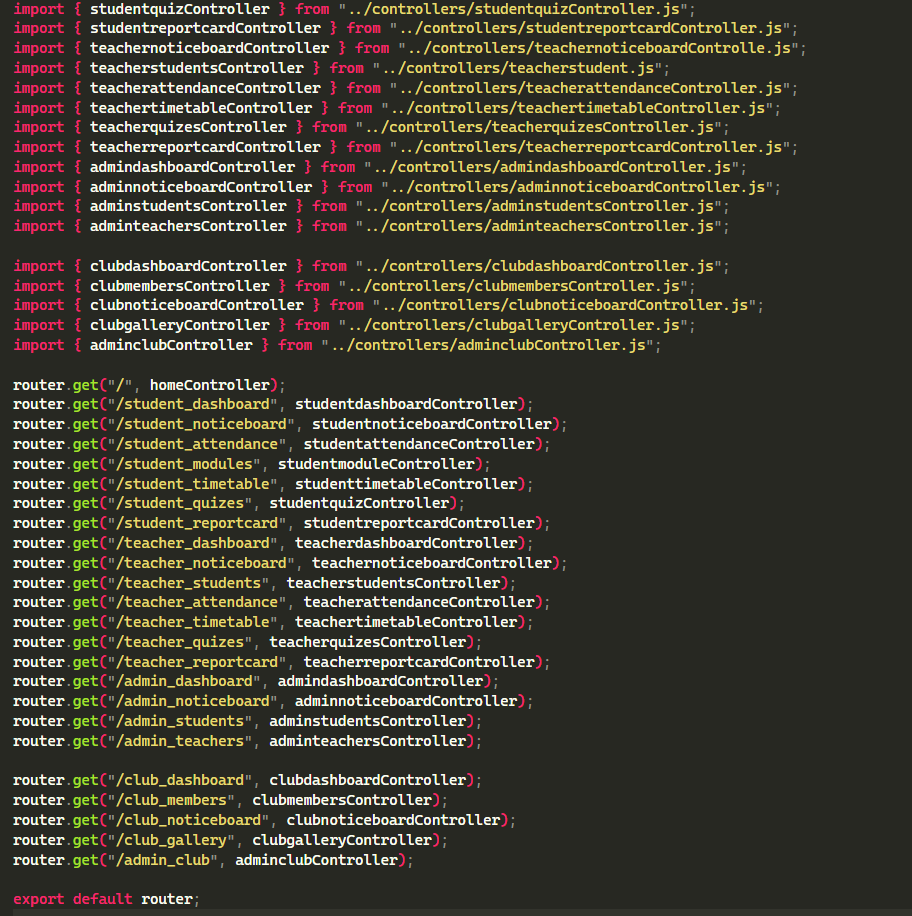 import { studentquizController } from "../controllers/studentquizController.js";
import { studentreportcardController } from "../controllers/studentreportcardController.js";
import { teachernoticeboardController } from "../controllers/teachernoticeboardControlle.js";
import { teacherstudentsController } from "../controllers/teacherstudent.js";
import { teacherattendanceController } from "../controllers/teacherattendanceController.js";
import { teachertimetableController } from "../controllers/teachertimetableController.js";
import { teacherquizesController } from "../controllers/teacherquizesController.js";
import { teacherreportcardController } from "../controllers/teacherreportcardController.js";
import { admindashboardController } from "../controllers/admindashboardController.js";
import { adminnoticeboardController } from "../controllers/adminnoticeboardController.js";
import { adminstudentsController } from "../controllers/adminstudentsController.js";
import { adminteachersController } from "../controllers/adminteachersController.js";

import { clubdashboardController } from "../controllers/clubdashboardController.js";
import { clubmembersController } from "../controllers/clubmembersController.js";
import { clubnoticeboardController } from "../controllers/clubnoticeboardController.js";
import { clubgalleryController } from "../controllers/clubgalleryController.js";
import { adminclubController } from "../controllers/adminclubController.js";

router.get("/", homeController);
router.get("/student_dashboard", studentdashboardController);
router.get("/student_noticeboard", studentnoticeboardController);
router.get("/student_attendance", studentattendanceController);
router.get("/student_modules", studentmoduleController);
router.get("/student_timetable", studenttimetableController);
router.get("/student_quizes", studentquizController);
router.get("/student_reportcard", studentreportcardController);
router.get("/teacher_dashboard", teacherdashboardController);
router.get("/teacher_noticeboard", teachernoticeboardController);
router.get("/teacher_students", teacherstudentsController);
router.get("/teacher_attendance", teacherattendanceController);
router.get("/teacher_timetable", teachertimetableController);
router.get("/teacher_quizes", teacherquizesController);
router.get("/teacher_reportcard", teacherreportcardController);
router.get("/admin_dashboard", admindashboardController);
router.get("/admin_noticeboard", adminnoticeboardController);
router.get("/admin_students", adminstudentsController);
router.get("/admin_teachers", adminteachersController);

router.get("/club_dashboard", clubdashboardController);
router.get("/club_members", clubmembersController);
router.get("/club_noticeboard", clubnoticeboardController);
router.get("/club_gallery", clubgalleryController);
router.get("/admin_club", adminclubController);

export default router;